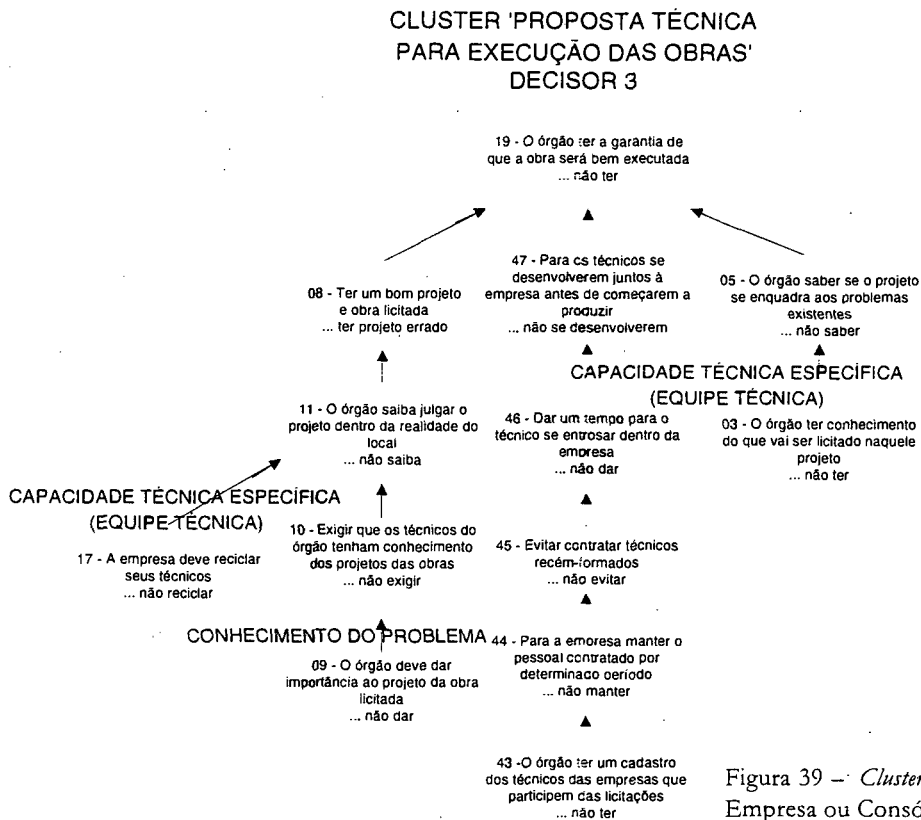 CLUSTER 'PROPOSTA TÉCNICA
PARA EXECUÇÃO DAS OBRAS'
DECISOR 3
19 - O órgão ter a garantia de
que a obra será bem executada
... não ter
08 - Ter um bom projeto
e obra licitada
... ter projeto errado
47 - Para os técnicos se
desenvolverem juntos à
empresa antes de começarem a
produzir
... não se desenvolverem
05 - O órgão saber se o projeto
se enquadra aos problemas
existentes
... não saber
CAPACIDADE TÉCNICA ESPECÍFICA
(EQUIPE TÉCNICA)
11 - O órgão saiba julgar o
projeto dentro da realidade do
local
... não saiba
46 - Dar um tempo para o
técnico se entrosar dentro da
empresa
... não dar
03 - O órgão ter conhecimento
do que vai ser licitado naquele
projeto
... não ter
CAPACIDADE TÉCNICA ESPECÍFICA
(EQUIPE TÉCNICA)
17 - A empresa deve reciclar
seus técnicos
... não reciclar
10 - Exigir que os técnicos do
órgão tenham conhecimento
dos projetos das obras
... não exigir
45 - Evitar contratar técnicos
recém-formados
... não evitar
CONHECIMENTO DO PROBLEMA
09 - O órgão deve dar
importância ao projeto da obra
licitada
... não dar
44 - Para a empresa manter o
pessoal contratado por
determinado período
... não manter
43 -O órgão ter um cadastro
dos técnicos das empresas que
participem das licitações
... não ter
Figura 39 – Cluster
Empresa ou Consó